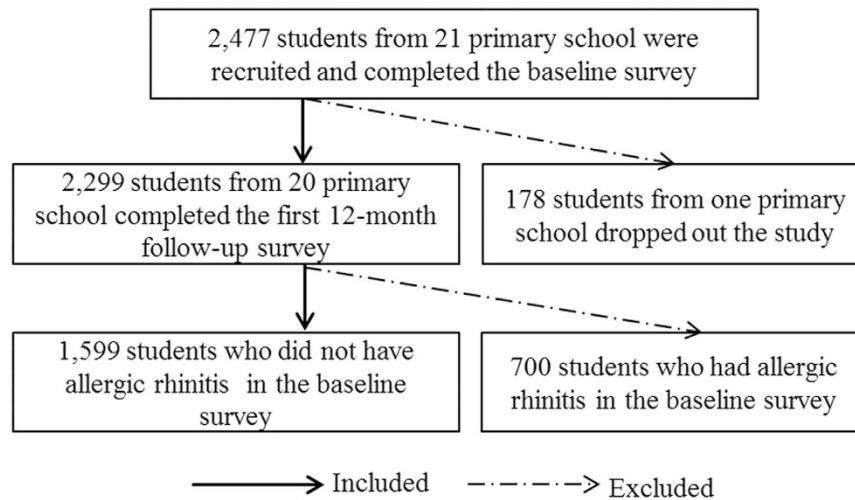 2,477 students from 21 primary school were
recruited and completed the baseline survey
2,299 students from 20 primary
school completed the first 12-month
follow-up survey
178 students from one primary
school dropped out the study
1,599 students who did not have
allergic rhinitis in the baseline
survey
700 students who had allergic
rhinitis in the baseline survey
Included
Excluded